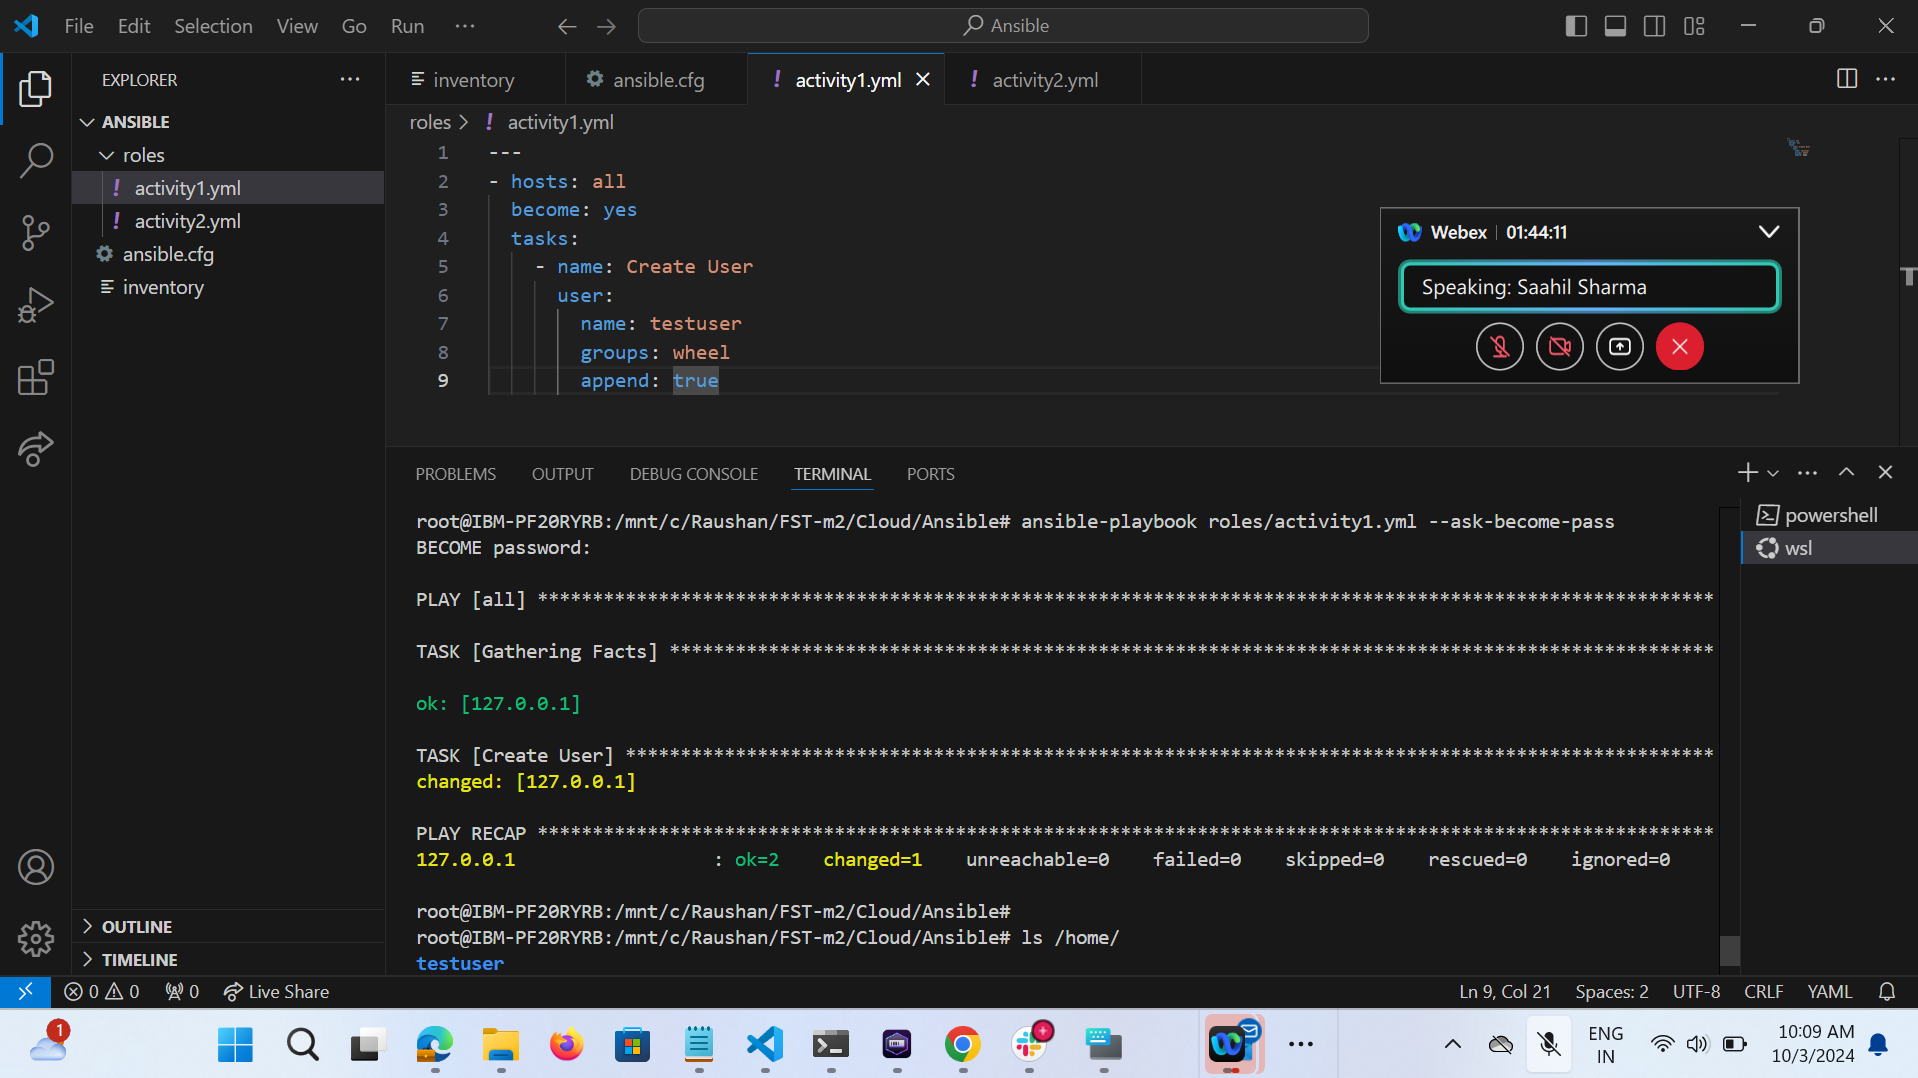 File Edit Selection View Go Run ··· Ansible
EXPLORER
ANSIBLE
roles
! activity1.yml
! activity2.yml
ansible.cfg
inventory
OUTLINE
TIMELINE
inventory ansible.cfg ! activity1.yml ! activity2.yml
roles > ! activity1.yml
1 ---
2 - hosts: all
3 become: yes
4 tasks:
5 - name: Create User
6 user:
7 name: testuser
8 groups: wheel
9 append: true
Webex | 01:44:11
Speaking: Saahil Sharma
PROBLEMS OUTPUT DEBUG CONSOLE TERMINAL PORTS
powershell
wsl
root@IBM-PF20RYRB:/mnt/c/Raushan/FST-m2/Cloud/Ansible# ansible-playbook roles/activity1.yml --ask-become-pass
BECOME password:
PLAY [all] **********************************************************************************************************
TASK [Gathering Facts] **********************************************************************************************
ok: [127.0.0.1]
TASK [Create User] **************************************************************************************************
changed: [127.0.0.1]
PLAY RECAP **********************************************************************************************************
127.0.0.1 : ok=2 changed=1 unreachable=0 failed=0 skipped=0 rescued=0 ignored=0
root@IBM-PF20RYRB:/mnt/c/Raushan/FST-m2/Cloud/Ansible#
root@IBM-PF20RYRB:/mnt/c/Raushan/FST-m2/Cloud/Ansible# ls /home/
testuser
0 0 0 Live Share Ln 9, Col 21 Spaces: 2 UTF-8 CRLF YAML
1
ENG
IN
10:09 AM
10/3/2024